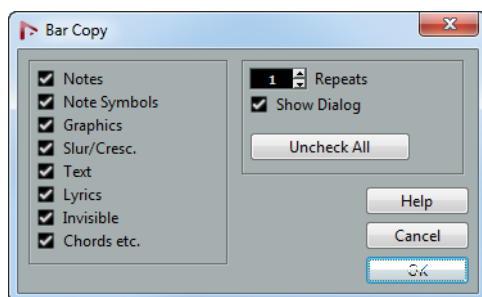 Bar Copy
Notes
Note Symbols
Graphics
Slur/Cresc.
Text
Lyrics
Invisible
Chords etc.
1 Repeats
Show Dialog
Uncheck All
Help
Cancel
OK